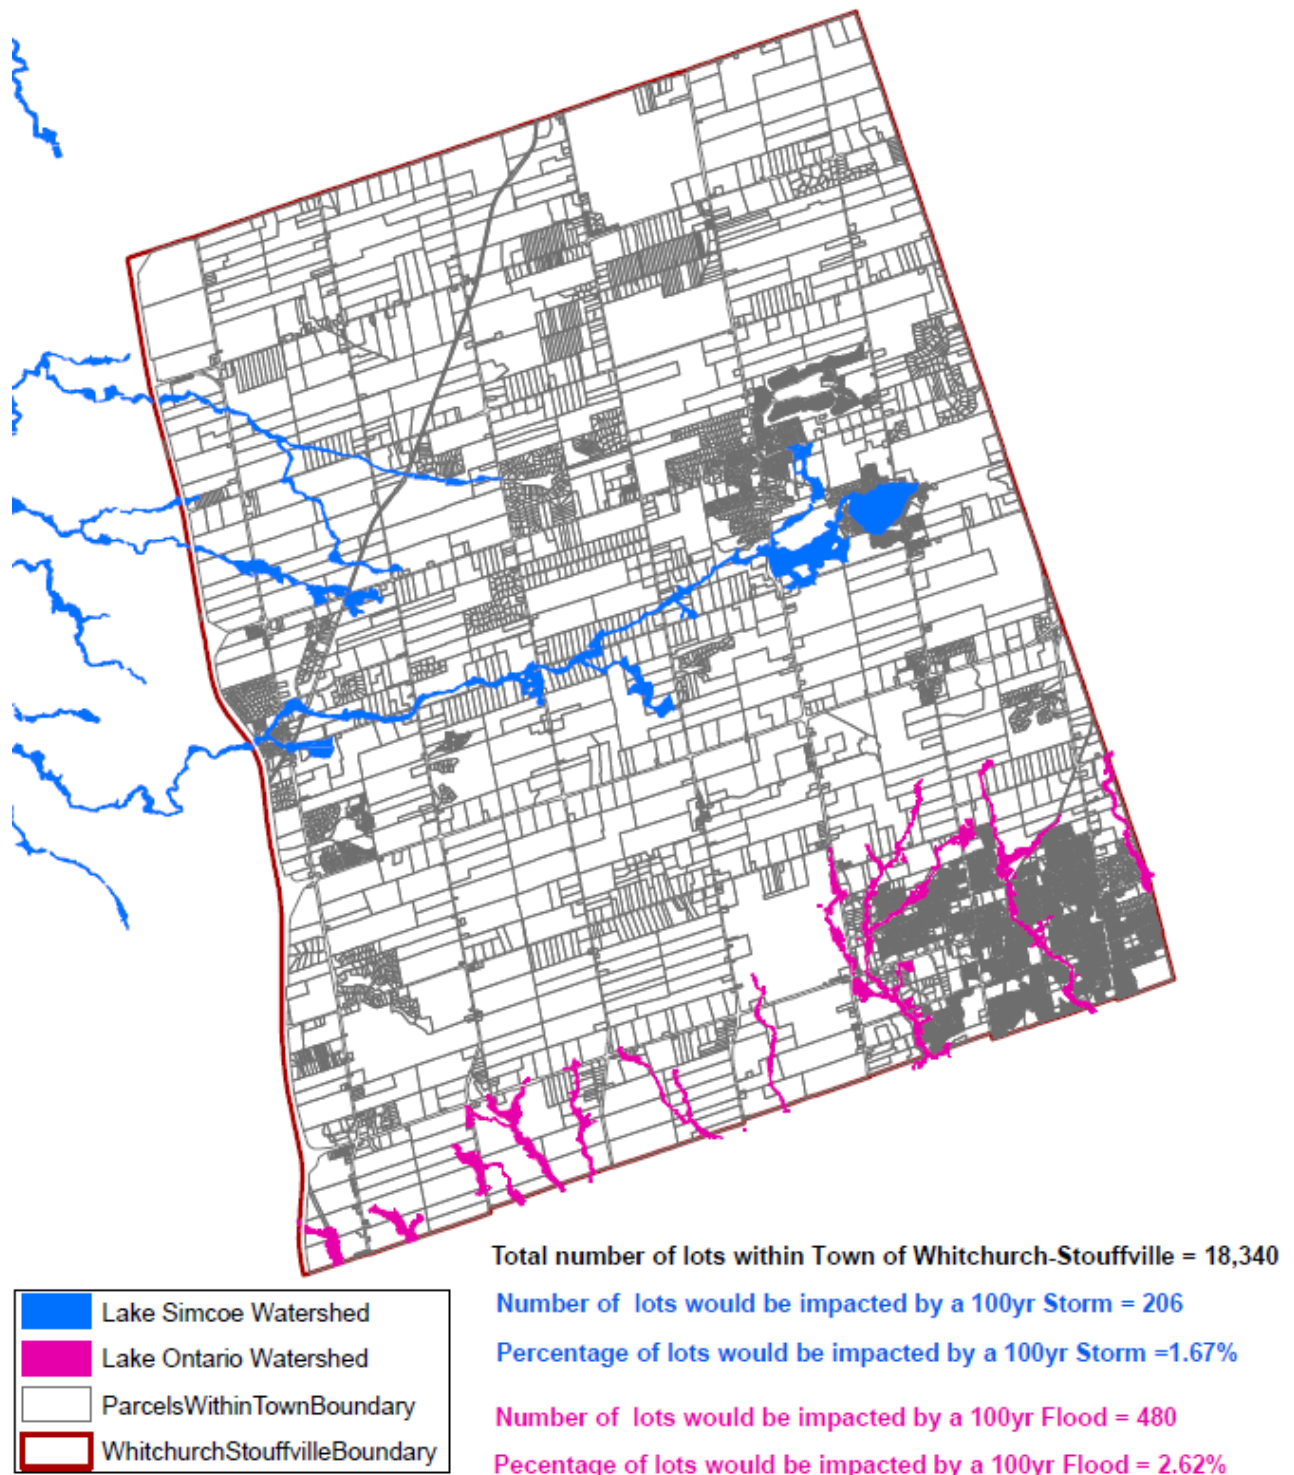 Total number of lots within Town of Whitchurch-Stouffville = 18,340
Number of lots would be impacted by a 100yr Storm = 206
Percentage of lots would be impacted by a 100yr Storm =1.67%
Number of lots would be impacted by a 100yr Flood = 480
Pecentage of lots would be impacted by a 100yr Flood = 2.62%
Lake Simcoe Watershed
Lake Ontario Watershed
ParcelsWithinTownBoundary
WhitchurchStouffvilleBoundary